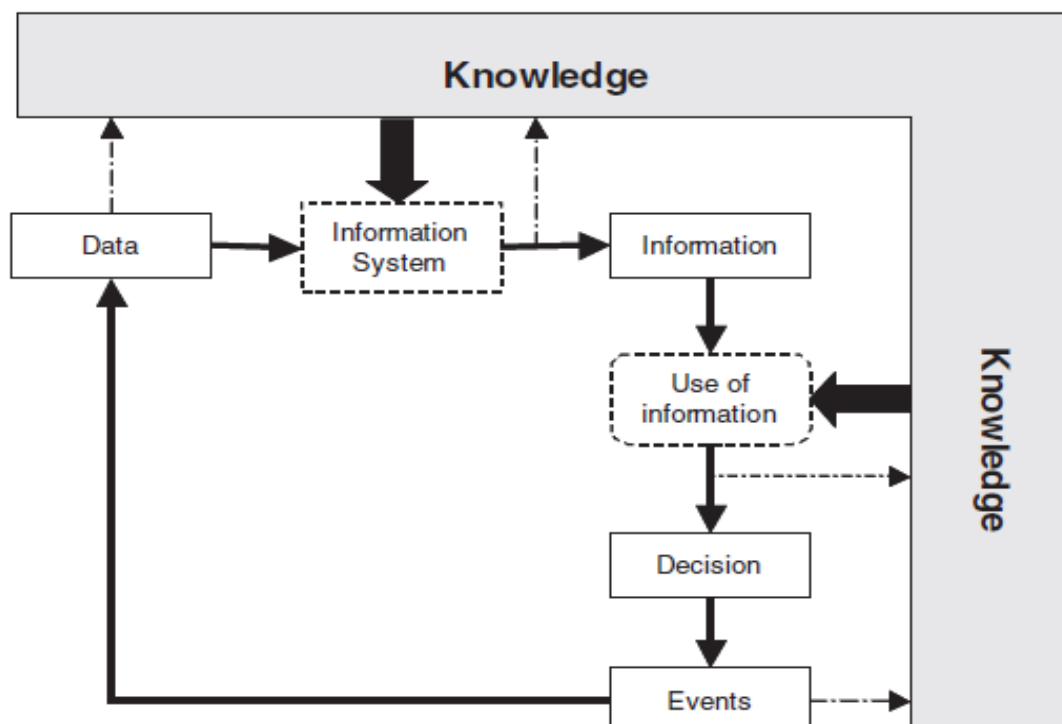 Knowledge
Data
Information
System
Information
Use of
information
Knowledge
Decision
Events